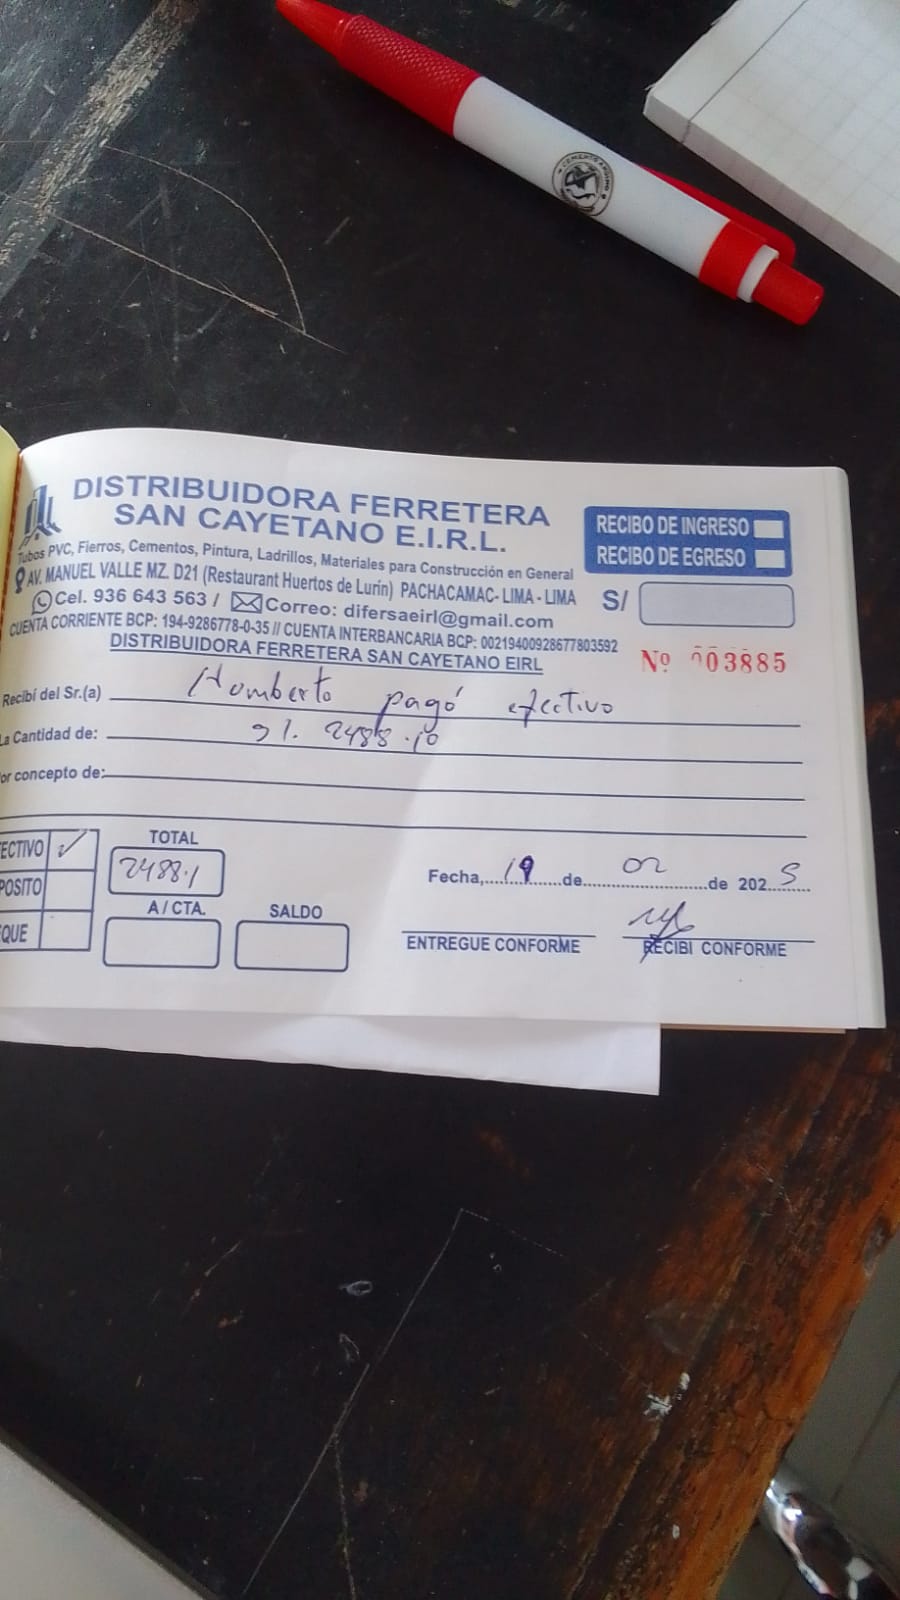 CEMENTO ANDINO
DISTRIBUIDORA FERRETERA
SAN CAYETANO E.I.R.L.
Tubos PVC, Fierros, Cementos, Pintura, Ladrillos, Materiales para Construcción en General
AV. MANUEL VALLE MZ. D21 (Restaurant Huertos de Lurín) PACHACAMAC- LIMA - LIMA
Cel. 936 643 563 / Correo: difersaeirl@gmail.com
CUENTA CORRIENTE BCP: 194-9286778-0-35 // CUENTA INTERBANCARIA BCP: 00219400928677803592
DISTRIBUIDORA FERRETERA SAN CAYETANO EIRL
RECIBO DE INGRESO
RECIBO DE EGRESO
S/
Nº 003885
Recibí del Sr.(a) Homberto pagó efectivo
La Cantidad de: S/. 2488.10
or concepto de:
ECTIVO ✓
POSITO
QUE
TOTAL
2488.1
A / CTA.
SALDO
Fecha, 19 de 02 de 2025
ENTREGUE CONFORME
RECIBI CONFORME